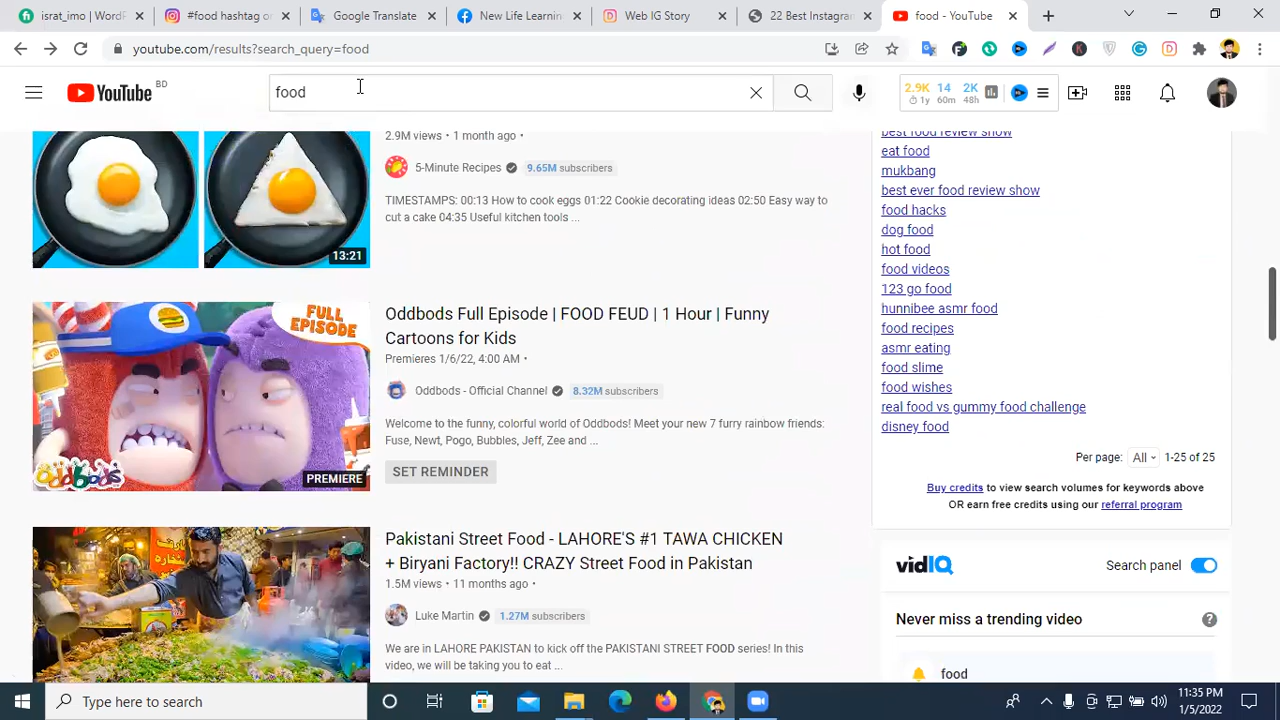 israt_imo | WordP
#food hashtag on
Google Translate
New Life Learnin
Web IG Story
22 Best Instagram
food - YouTube
youtube.com/results?search_query=food
YouTube BD
food
2.9K 14 2K
1y 60m 48h
2.9M views • 1 month ago •
5-Minute Recipes 9.65M subscribers
TIMESTAMPS: 00:13 How to cook eggs 01:22 Cookie decorating ideas 02:50 Easy way to
cut a cake 04:35 Useful kitchen tools ...
13:21
FULL
EPISODE
Oddbods
PREMIERE
Oddbods Full Episode | FOOD FEUD | 1 Hour | Funny
Cartoons for Kids
Premieres 1/6/22, 4:00 AM •
Oddbods - Official Channel 8.32M subscribers
Welcome to the funny, colorful world of Oddbods! Meet your new 7 furry rainbow friends:
Fuse, Newt, Pogo, Bubbles, Jeff, Zee and ...
SET REMINDER
Pakistani Street Food - LAHORE'S #1 TAWA CHICKEN
+ Biryani Factory!! CRAZY Street Food in Pakistan
1.5M views • 11 months ago •
Luke Martin 1.27M subscribers
We are in LAHORE PAKISTAN to kick off the PAKISTANI STREET FOOD series! In this
video, we will be taking you to eat ...
best food review show
eat food
mukbang
best ever food review show
food hacks
dog food
hot food
food videos
123 go food
hunnibee asmr food
food recipes
asmr eating
food slime
food wishes
real food vs gummy food challenge
disney food
Per page: All 1-25 of 25
Buy credits to view search volumes for keywords above
OR earn free credits using our referral program
vidIQ
Search panel
Never miss a trending video
food
Type here to search
11:35 PM
1/5/2022